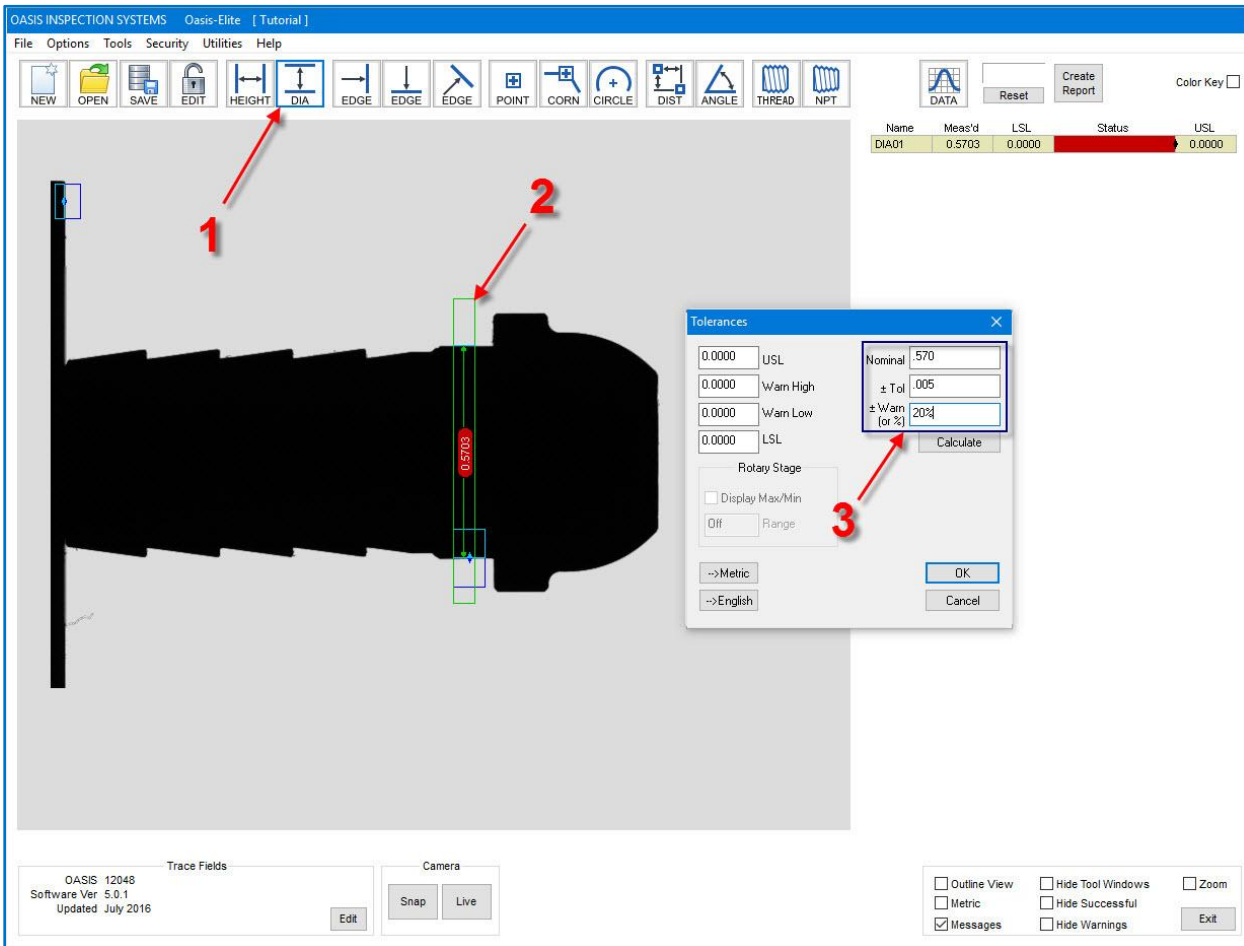 OASIS INSPECTION SYSTEMS Oasis-Elite [ Tutorial ]
File Options Tools Security Utilities Help
NEW OPEN SAVE EDIT HEIGHT DIA EDGE EDGE EDGE POINT CORN CIRCLE DIST ANGLE THREAD NPT DATA Reset Create Report Color Key
Name Meas'd LSL Status USL
DIA01 0.5703 0.0000 0.0000
1
2
0.5703
Tolerances
0.0000 USL Nominal .570
0.0000 Warn High ± Tol .005
0.0000 Warn Low ± Warn (or %) 20%
0.0000 LSL Calculate
Rotary Stage
Display Max/Min
Off Range
3
-->Metric OK
-->English Cancel
Trace Fields
OASIS 12048
Software Ver 5.0.1
Updated July 2016
Edit
Camera
Snap Live
Outline View Hide Tool Windows Zoom
Metric Hide Successful
Messages Hide Warnings Exit